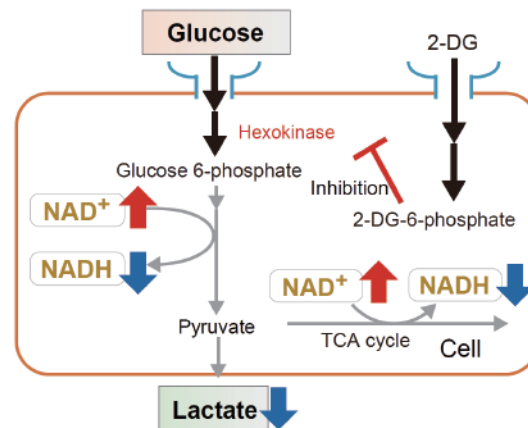 Glucose
2-DG
Hexokinase
Glucose 6-phosphate
Inhibition
2-DG-6-phosphate
NAD+
NADH
NAD+
NADH
Pyruvate
TCA cycle
Cell
Lactate